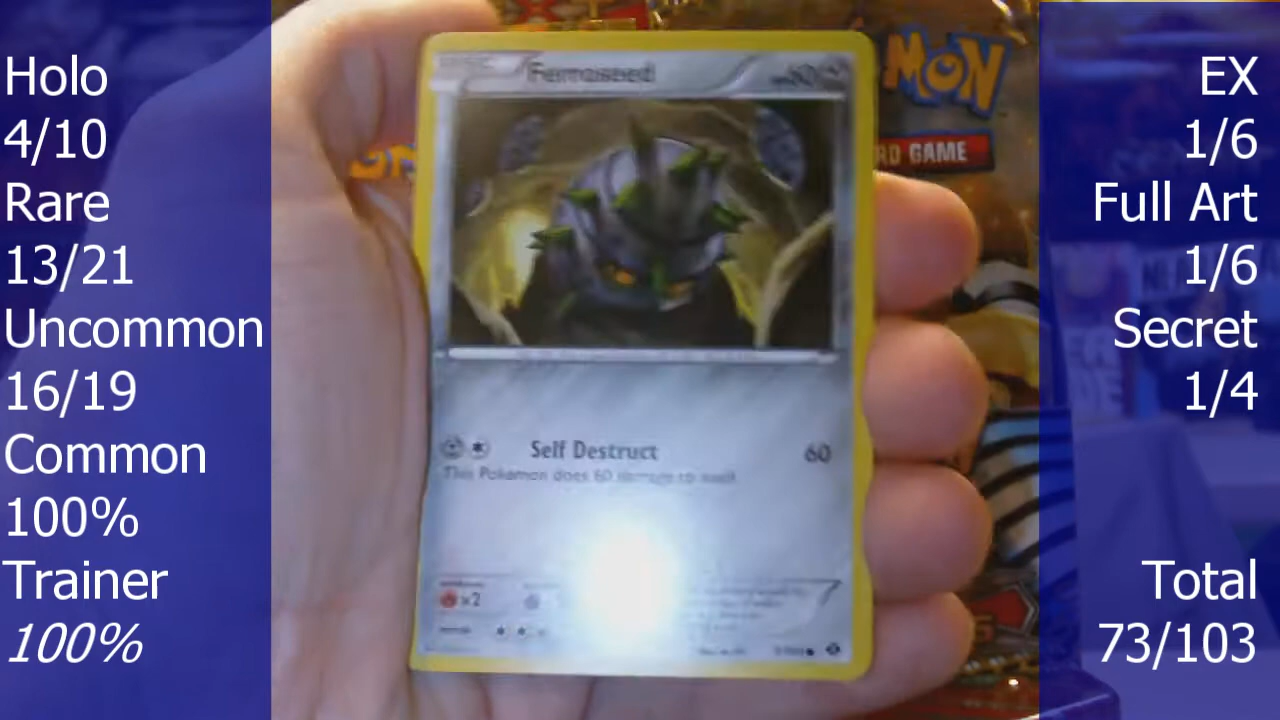 Holo
4/10
Rare
13/21
Uncommon
16/19
Common
100%
Trainer
100%
Ferroseed
Self Destruct 60
This Pokémon does 60 damage to itself.
x2
MON
RD GAME
EX
1/6
Full Art
1/6
Secret
1/4
Total
73/103